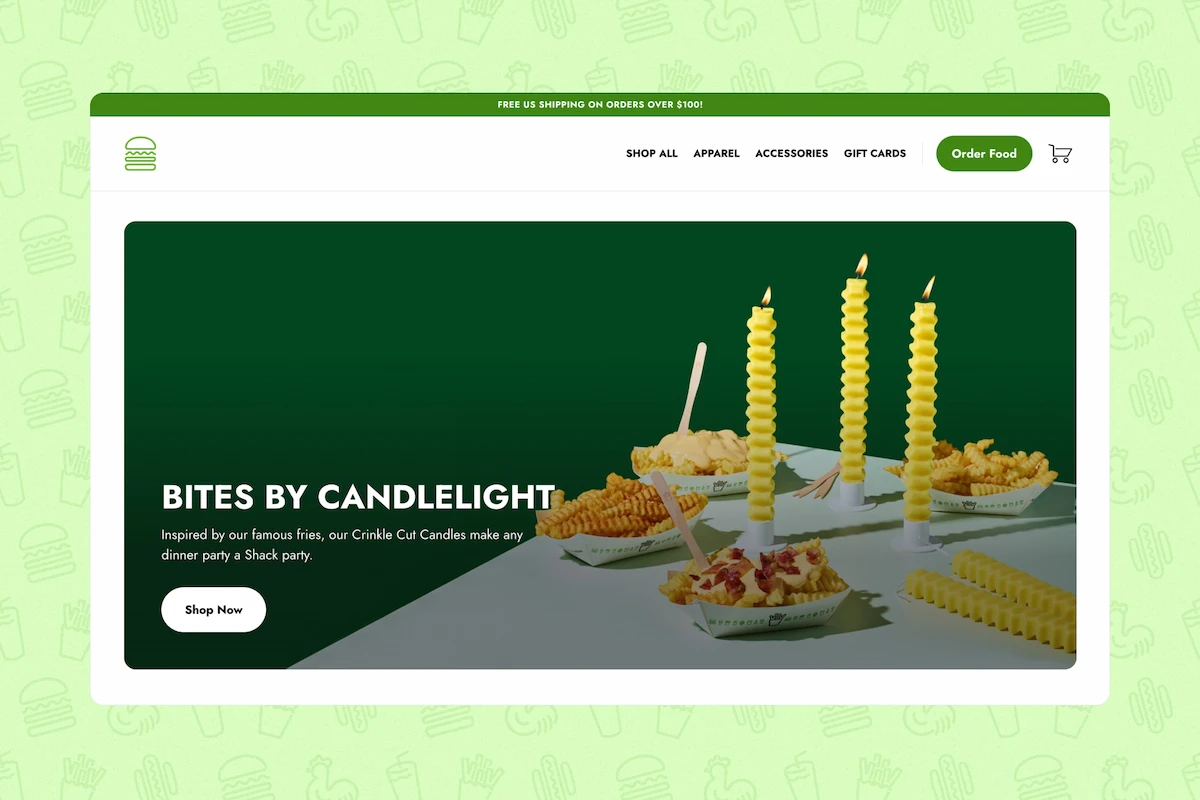 FREE US SHIPPING ON ORDERS OVER $100!
SHOP ALL APPAREL ACCESSORIES GIFT CARDS Order Food
BITES BY CANDLELIGHT
Inspired by our famous fries, our Crinkle Cut Candles make any
dinner party a Shack party.
Shop Now